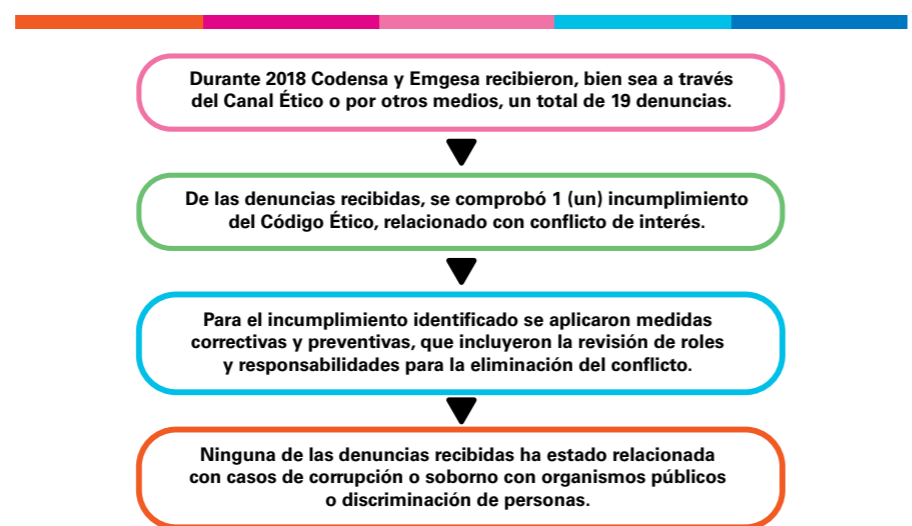 Durante 2018 Codensa y Emgesa recibieron, bien sea a través
del Canal Ético o por otros medios, un total de 19 denuncias.
De las denuncias recibidas, se comprobó 1 (un) incumplimiento
del Código Ético, relacionado con conflicto de interés.
Para el incumplimiento identificado se aplicaron medidas
correctivas y preventivas, que incluyeron la revisión de roles
y responsabilidades para la eliminación del conflicto.
Ninguna de las denuncias recibidas ha estado relacionada
con casos de corrupción o soborno con organismos públicos
o discriminación de personas.